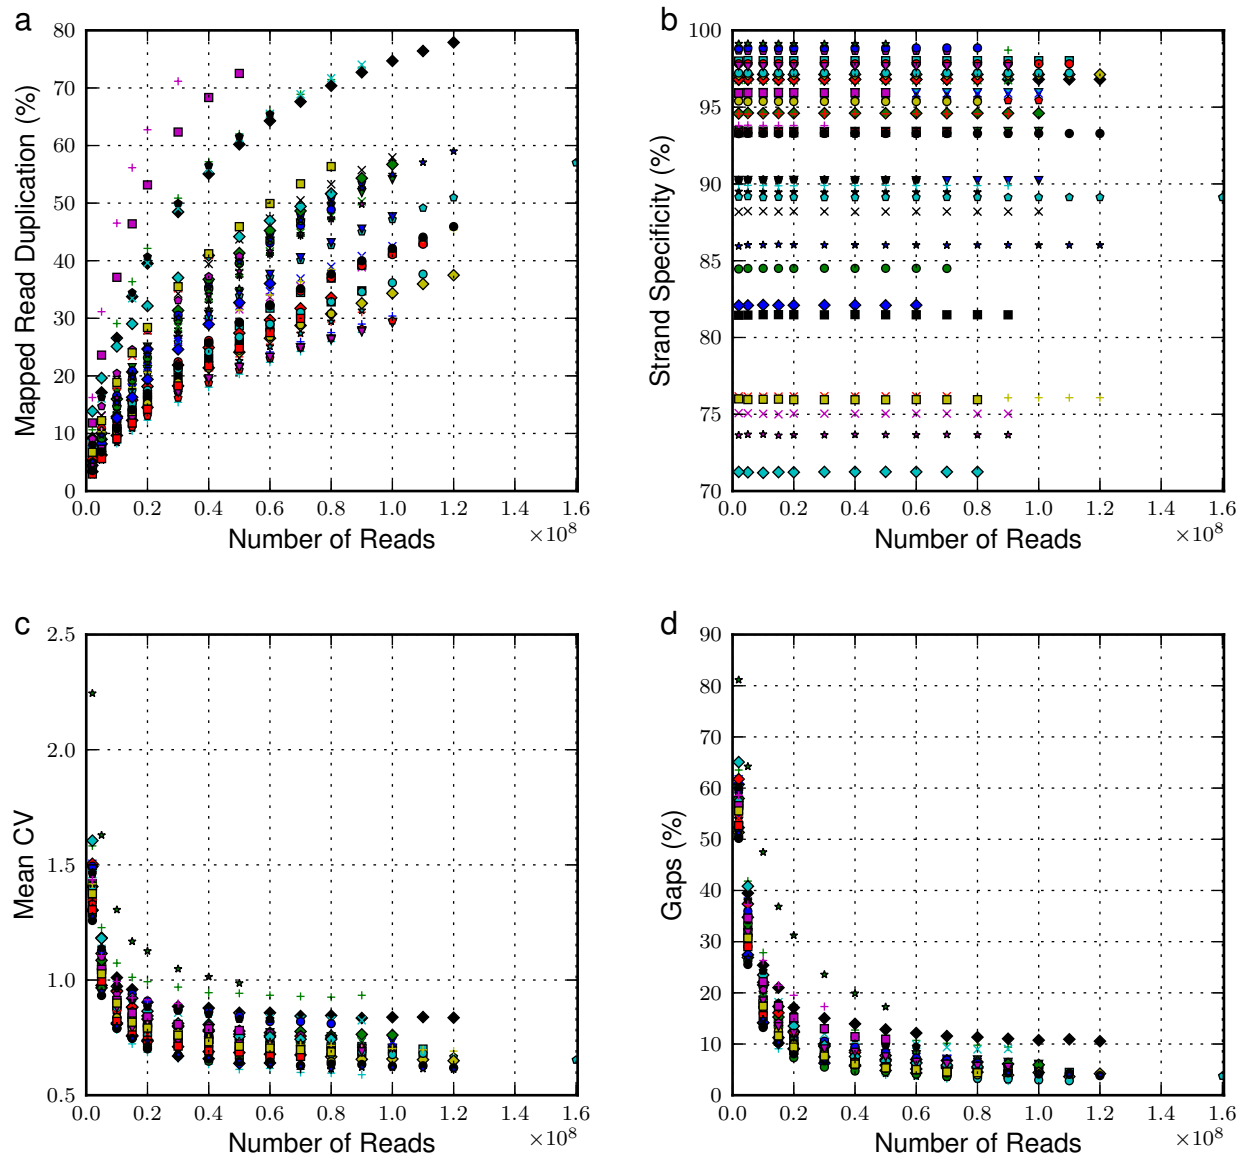 a
Mapped Read Duplication (%)
80
70
60
50
40
30
20
10
0
0.0 0.2 0.4 0.6 0.8 1.0 1.2 1.4 1.6
×10⁸
Number of Reads
b
Strand Specificity (%)
100
95
90
85
80
75
70
0.0 0.2 0.4 0.6 0.8 1.0 1.2 1.4 1.6
×10⁸
Number of Reads
c
Mean CV
2.5
2.0
1.5
1.0
0.5
0.0 0.2 0.4 0.6 0.8 1.0 1.2 1.4 1.6
×10⁸
Number of Reads
d
Gaps (%)
90
80
70
60
50
40
30
20
10
0
0.0 0.2 0.4 0.6 0.8 1.0 1.2 1.4 1.6
×10⁸
Number of Reads